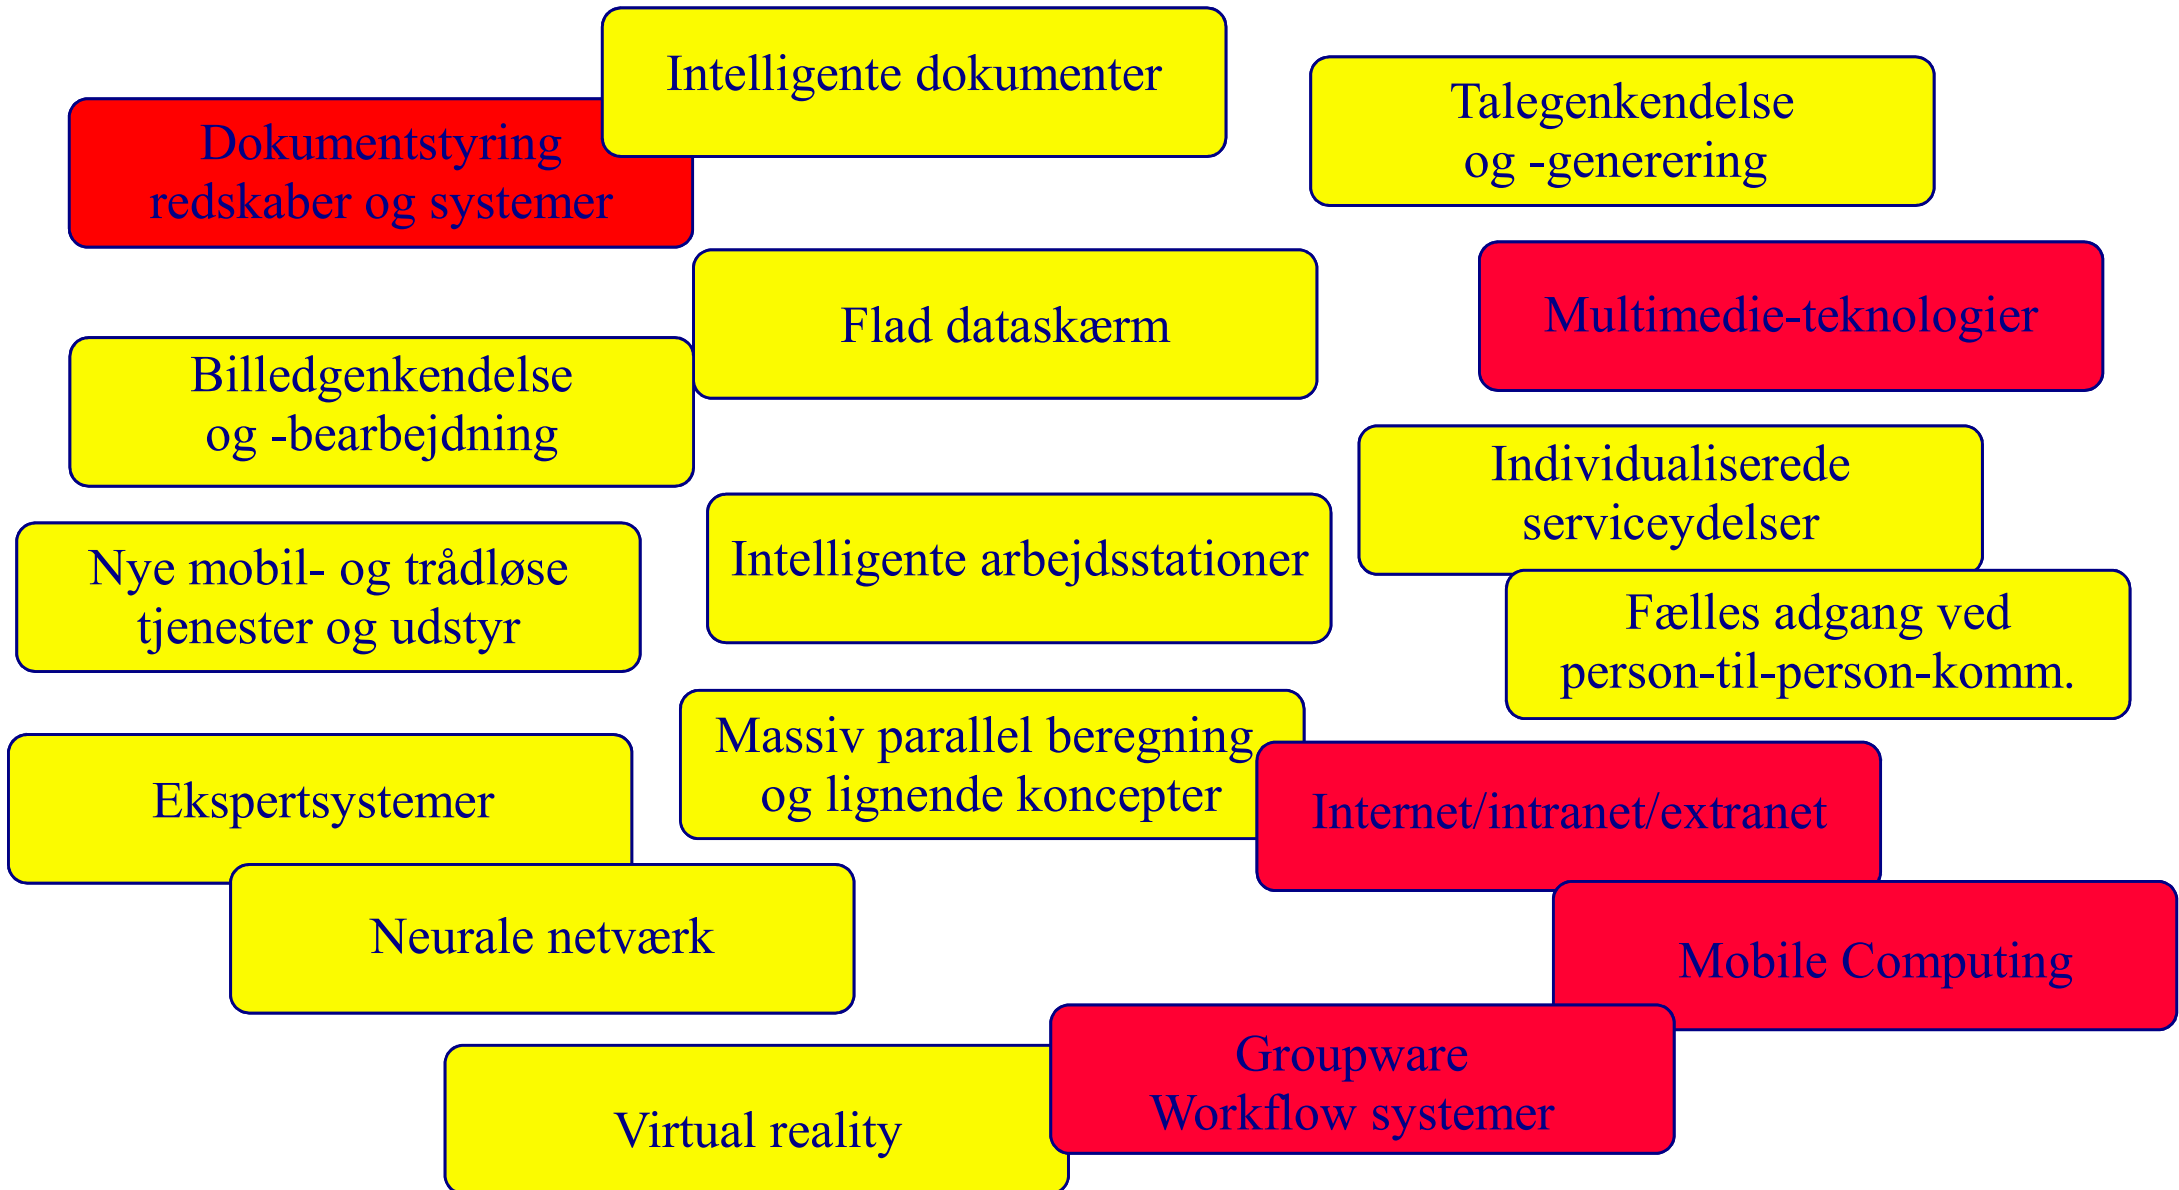 Intelligente dokumenter
Talegenkendelse
og -generering
Dokumentstyring
redskaber og systemer
Flad dataskærm
Multimedie-teknologier
Billedgenkendelse
og -bearbejdning
Individualiserede
serviceydelser
Nye mobil- og trådløse
tjenester og udstyr
Intelligente arbejdsstationer
Fælles adgang ved
person-til-person-komm.
Massiv parallel beregning
og lignende koncepter
Ekspertsystemer
Internet/intranet/extranet
Neurale netværk
Mobile Computing
Groupware
Workflow systemer
Virtual reality